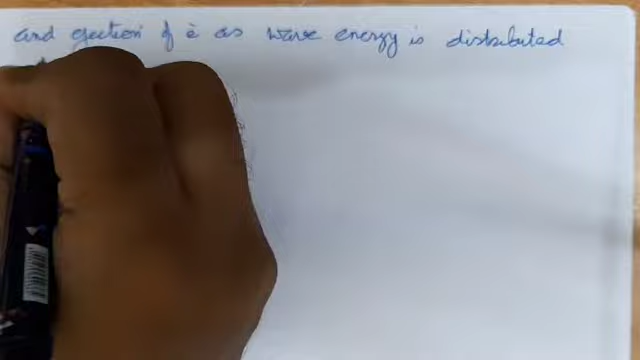 and ejection of e⁻ as wave energy is distributed